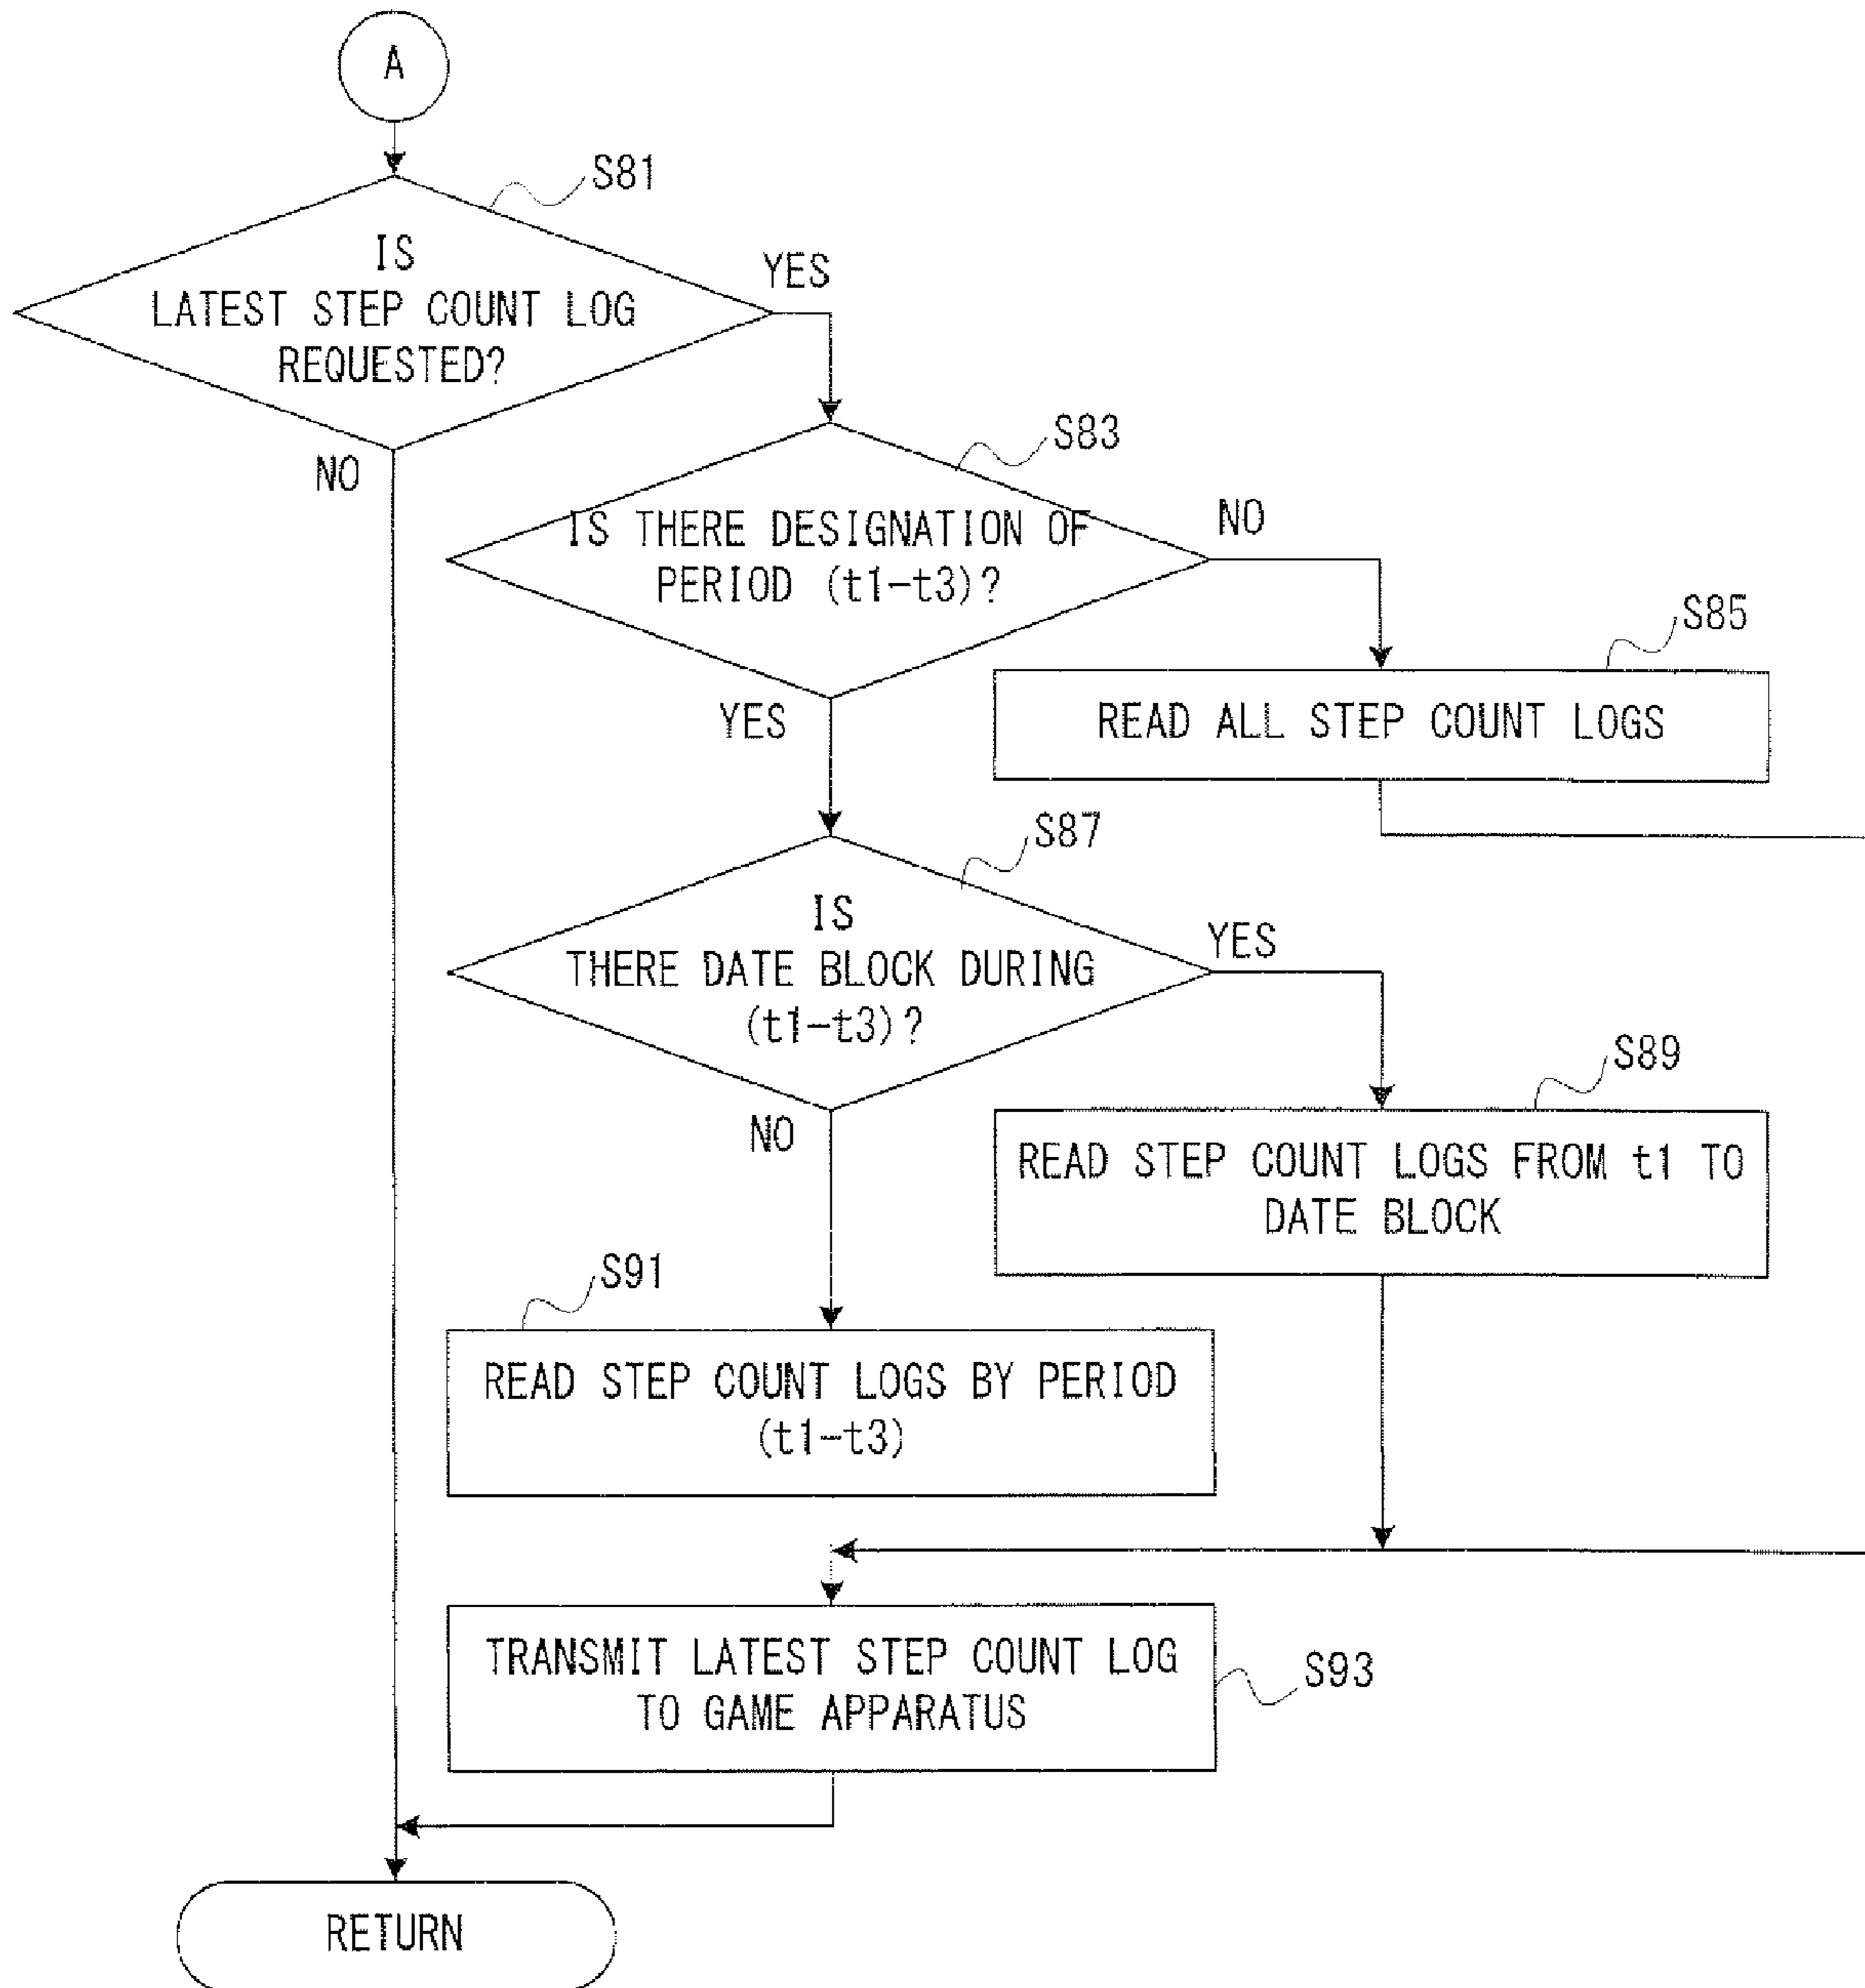 A
S81
IS
LATEST STEP COUNT LOG
REQUESTED?
YES
NO
S83
IS THERE DESIGNATION OF
PERIOD (t1-t3)?
NO
YES
S85
READ ALL STEP COUNT LOGS
S87
IS
THERE DATE BLOCK DURING
(t1-t3)?
YES
NO
S89
READ STEP COUNT LOGS FROM t1 TO
DATE BLOCK
S91
READ STEP COUNT LOGS BY PERIOD
(t1-t3)
TRANSMIT LATEST STEP COUNT LOG
TO GAME APPARATUS
S93
RETURN